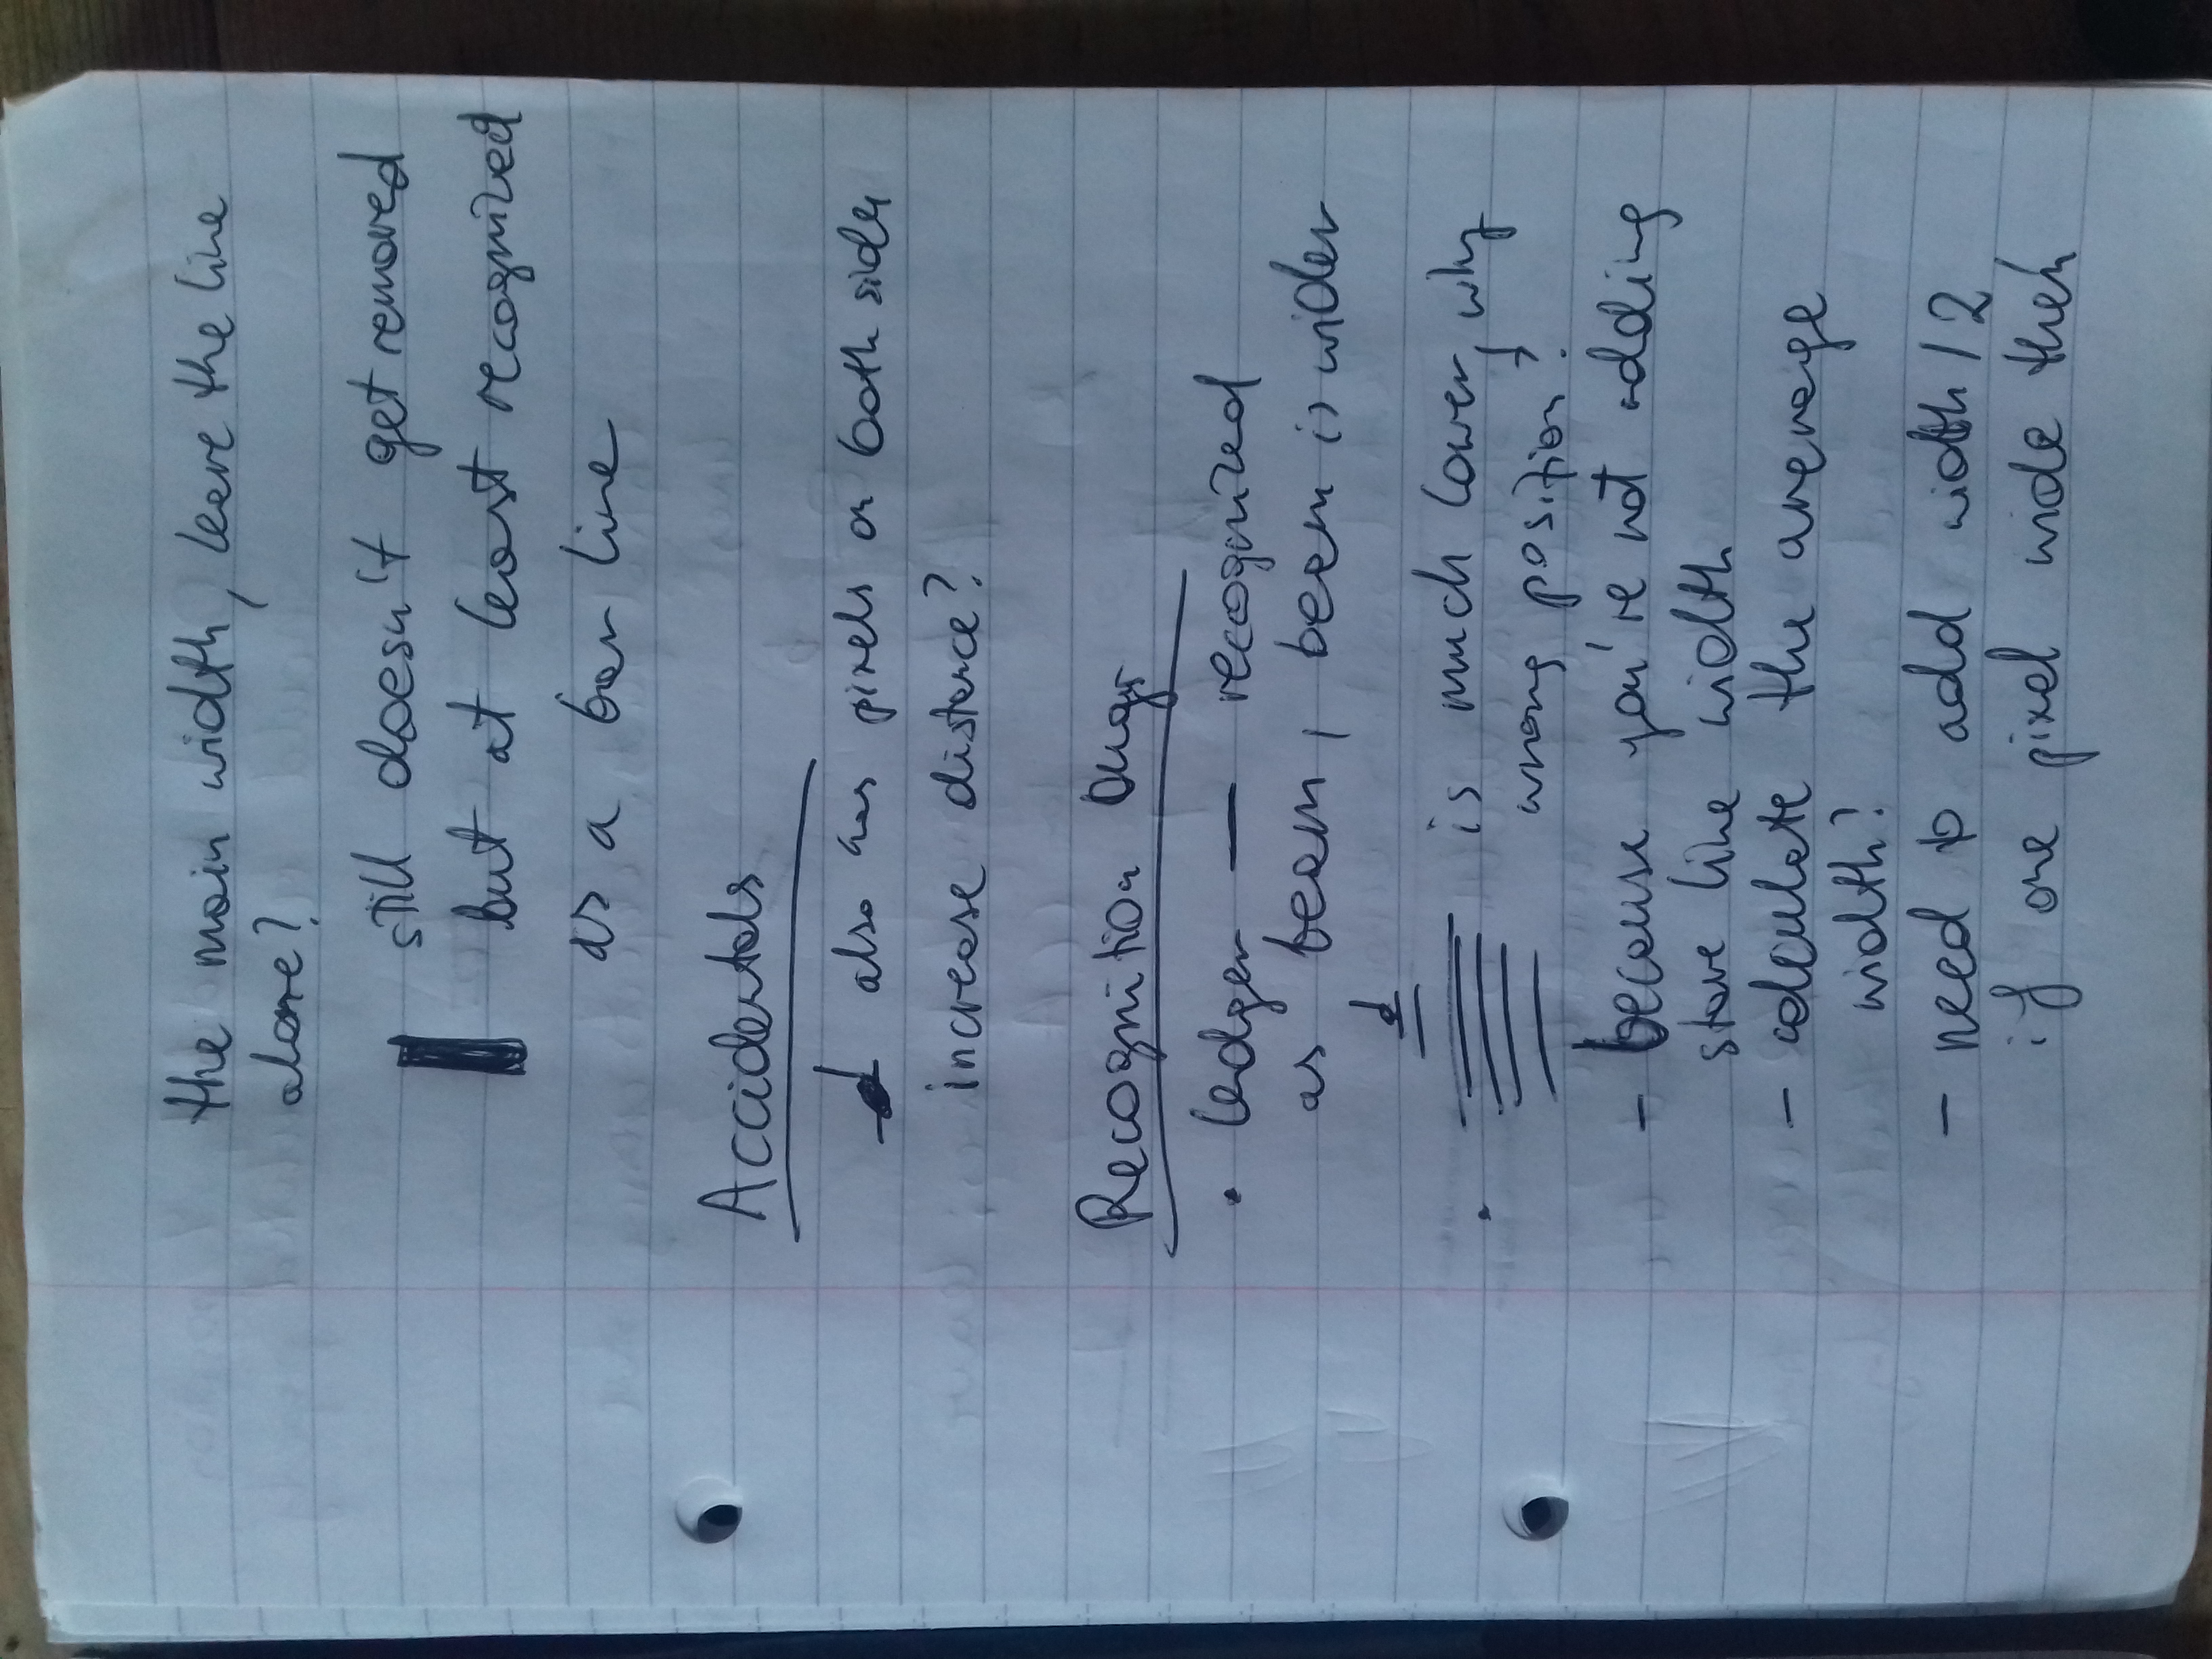 the main width, leave the line
alone?
still doesn't get removed
but at least recognized
as a bar line
Accidentals
also has pixels on both sides
increase distance?
Recognition bugs
• ledger — recognized
as beam, beam is wider
• is much lower, why
wrong position?
- because you're not adding
stave line width
- calculate the average
width?
- need to add width / 2,
if one pixel wide then